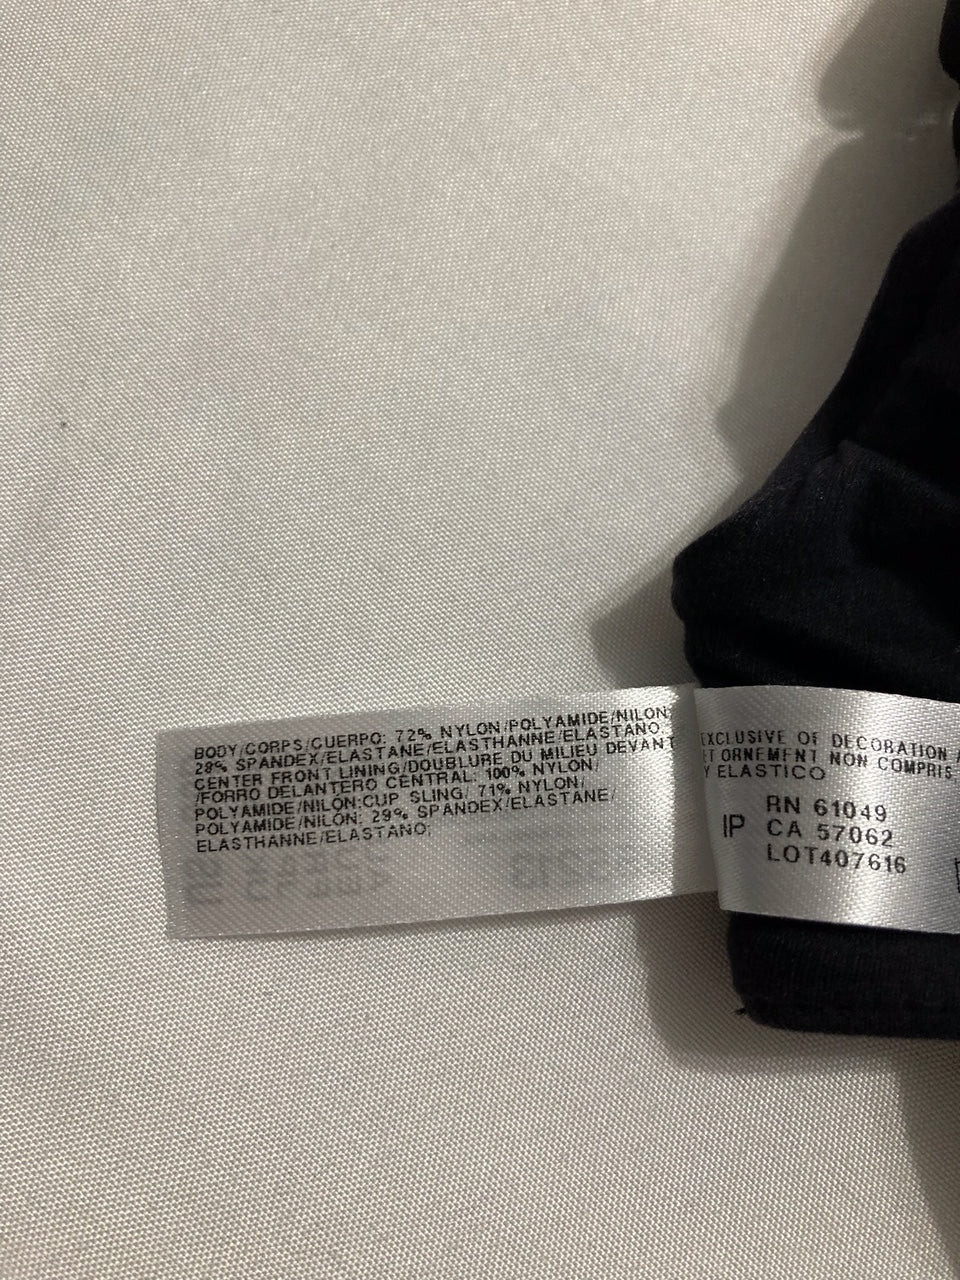 BODY/CORPS/CUERPO: 72% NYLON/POLYAMIDE/NILON;
28% SPANDEX/ELASTANE/ELASTHANNE/ELASTANO.
CENTER FRONT LINING/DOUBLURE DU MILIEU DEVANT
/FORRO DELANTERO CENTRAL: 100% NYLON/
POLYAMIDE/NILON:CUP SLING/ 71% NYLON/
POLYAMIDE/NILON: 29% SPANDEX/ELASTANE/
ELASTHANNE/ELASTANO;
EXCLUSIVE OF DECORATION /
ET ORNEMENT NON COMPRIS
Y ELASTICO
RN 61049
IP CA 57062
LOT407616